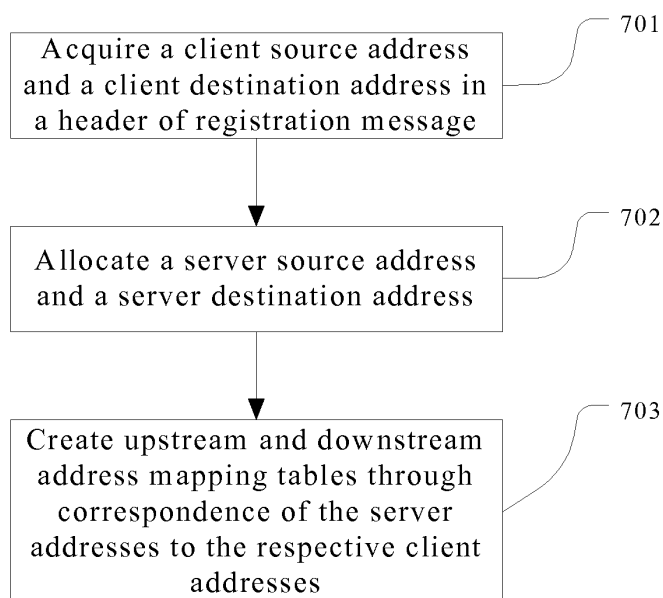 701
Acquire a client source address
and a client destination address in
a header of registration message
702
Allocate a server source address
and a server destination address
703
Create upstream and downstream
address mapping tables through
correspondence of the server
addresses to the respective client
addresses